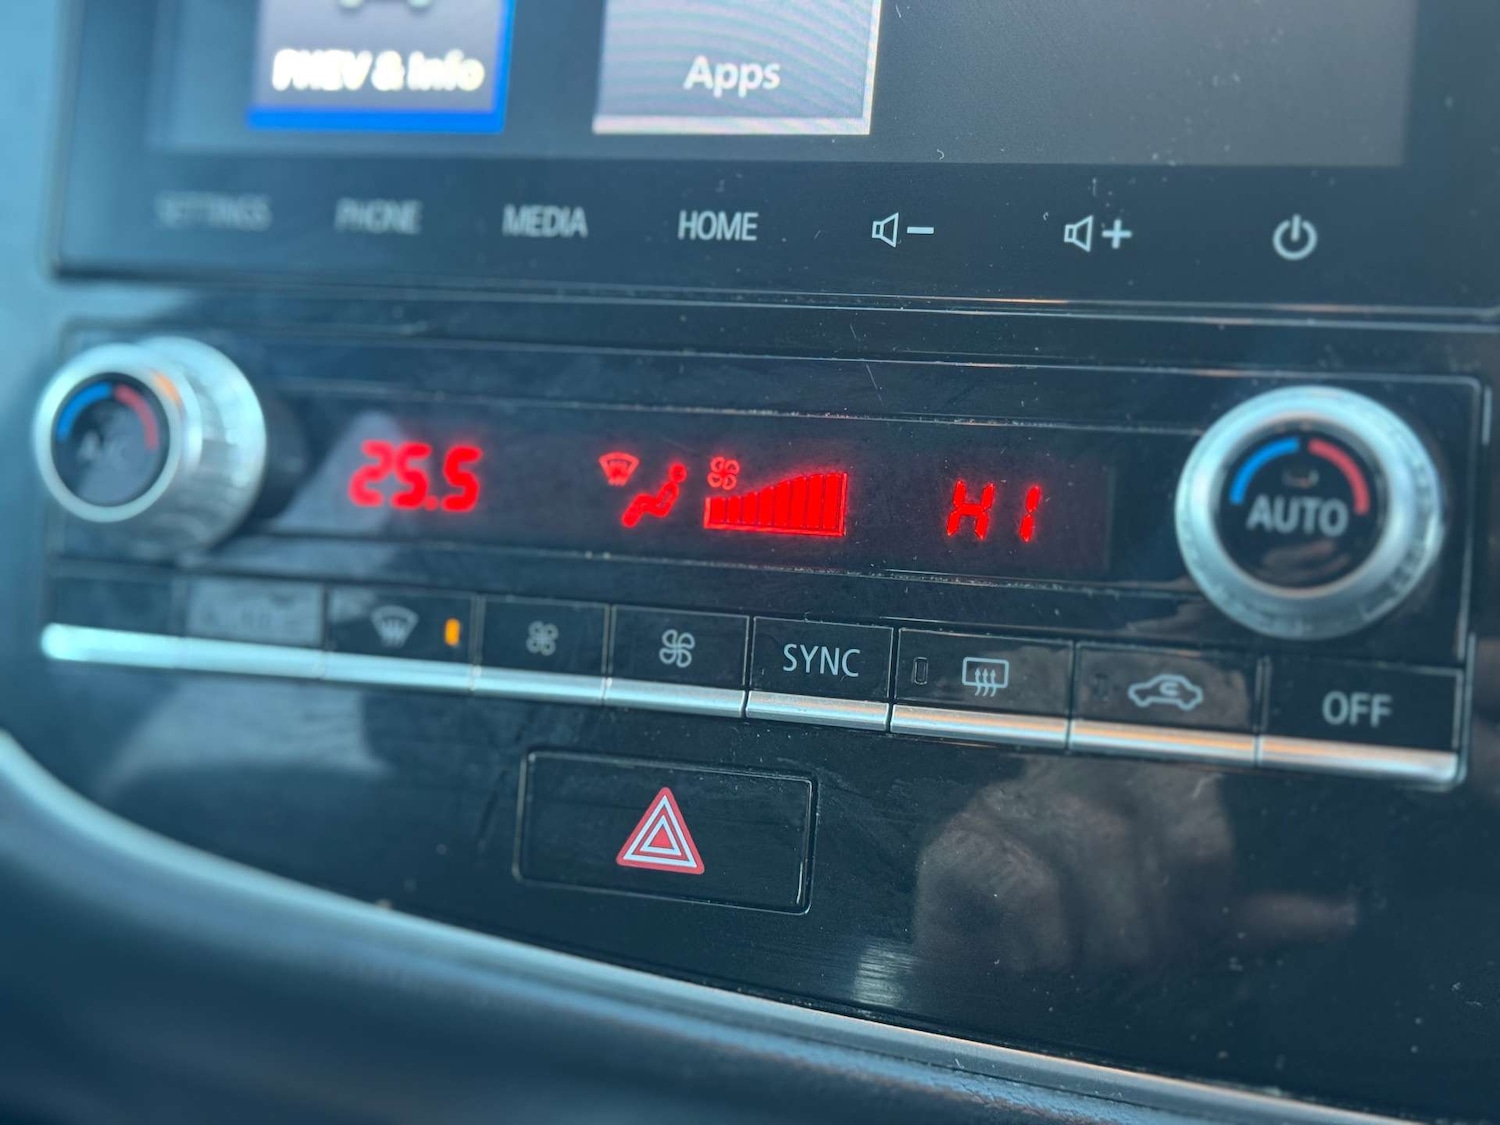 PHEV & Info
Apps
SETTINGS PHONE MEDIA HOME
A/C
25.5
HI
AUTO
SYNC
OFF